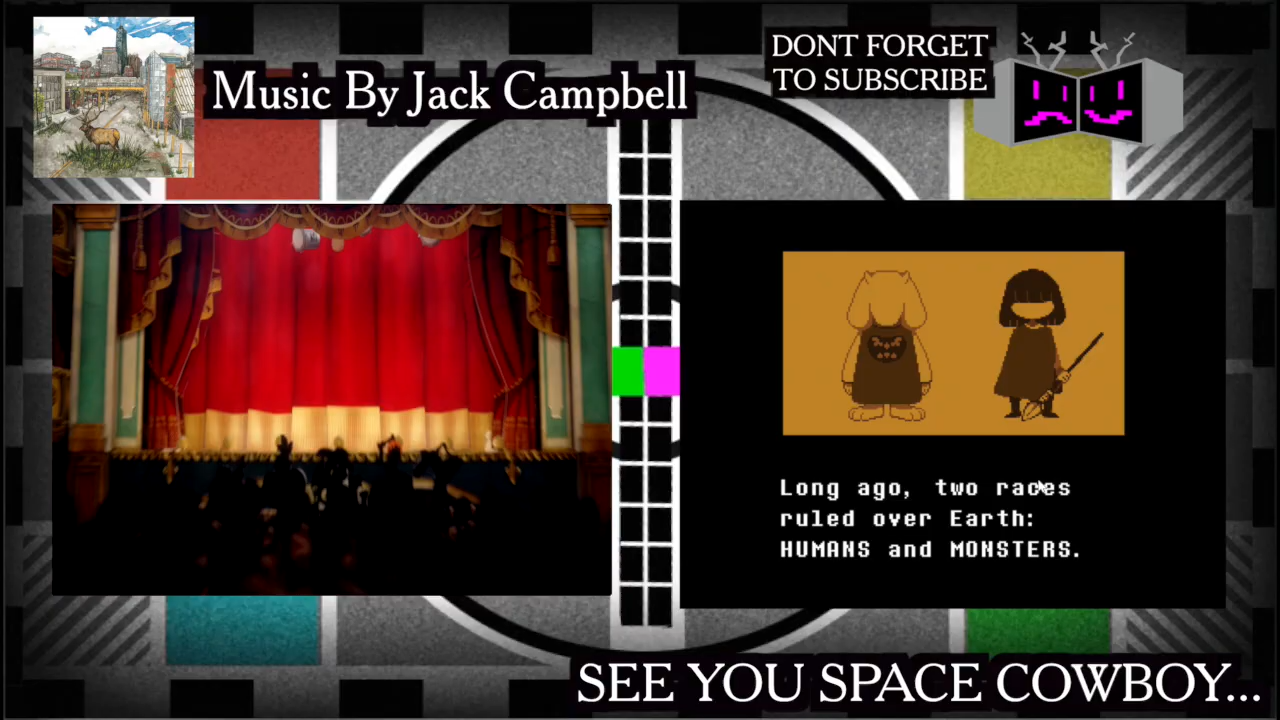 Music By Jack Campbell
DONT FORGET
TO SUBSCRIBE
Long ago, two races
ruled over Earth:
HUMANS and MONSTERS.
SEE YOU SPACE COWBOY...